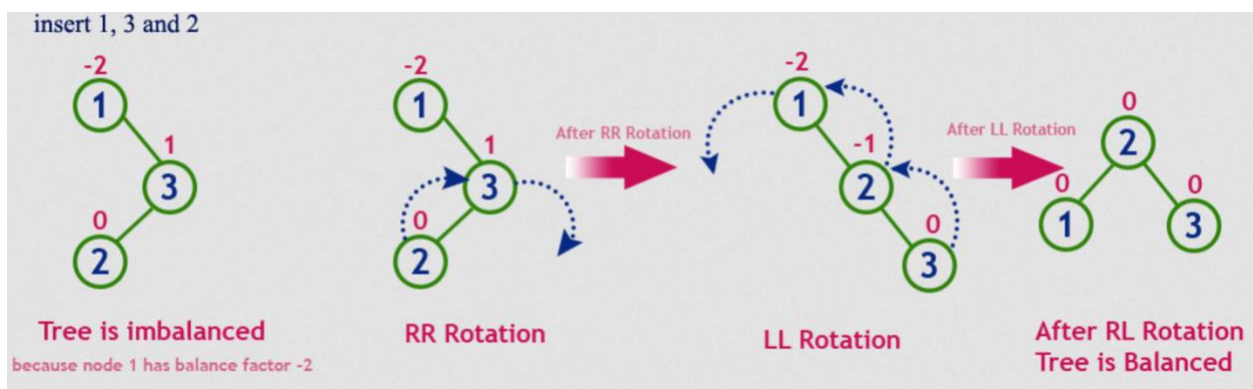 insert 1, 3 and 2
-2
1
1
3
0
2
Tree is imbalanced
because node 1 has balance factor -2
-2
1
1
3
0
2
RR Rotation
After RR Rotation
-2
1
-1
2
0
3
LL Rotation
After LL Rotation
0
2
0
1
0
3
After RL Rotation
Tree is Balanced